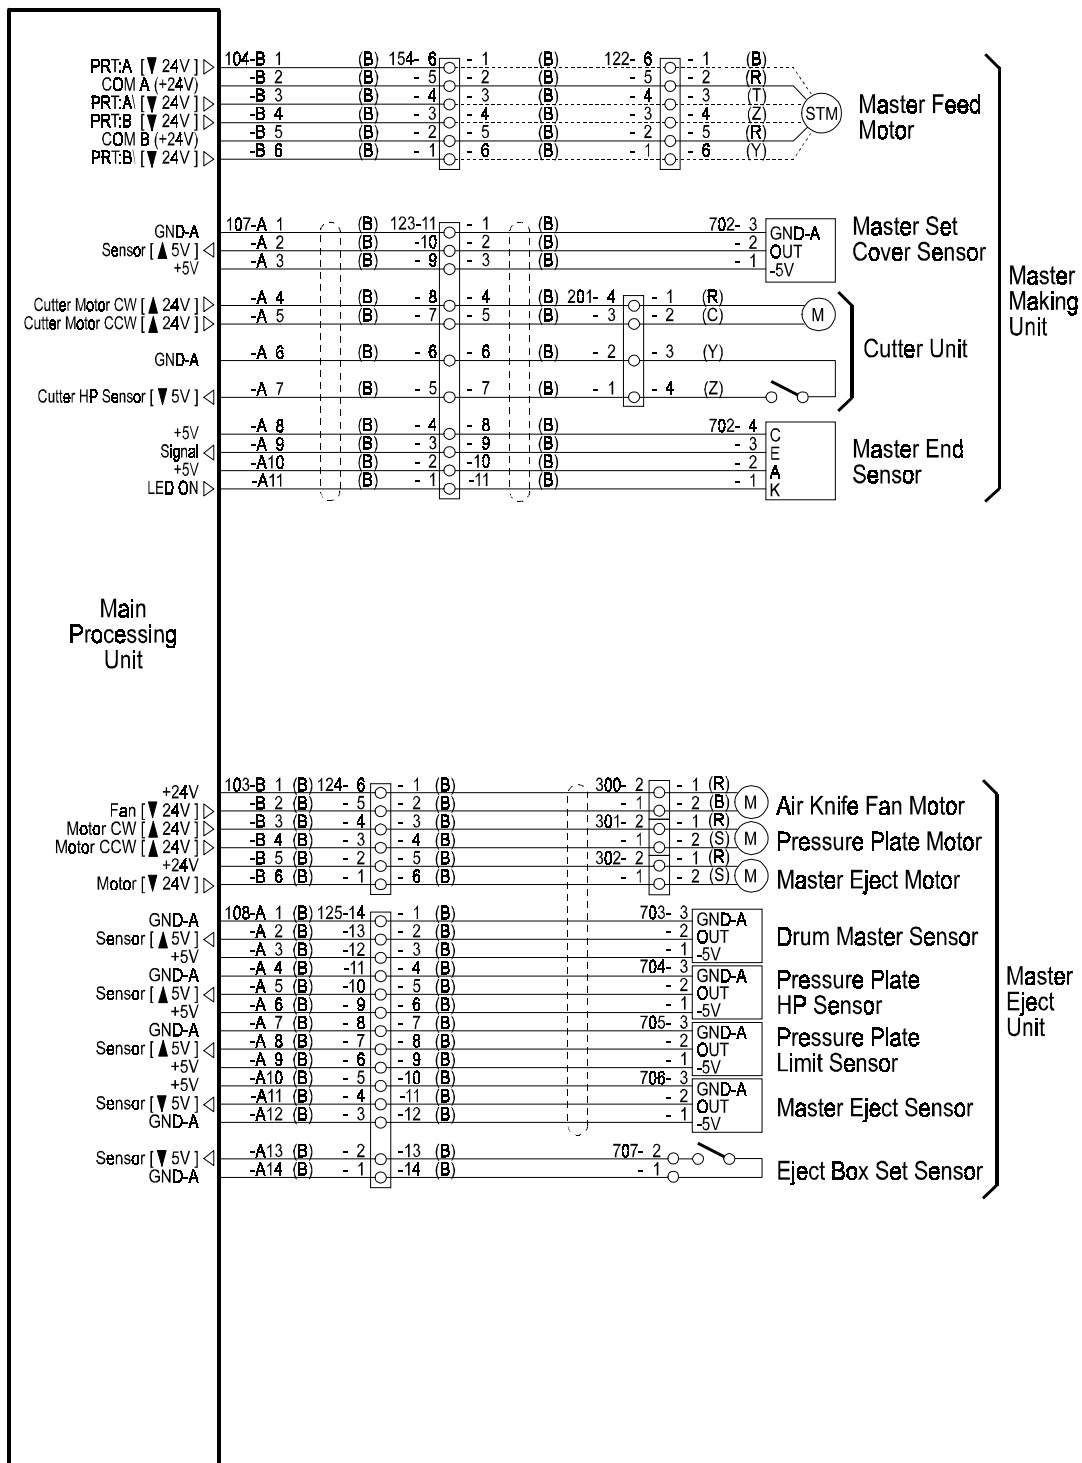 PRT:A [▼ 24V ] ▷ 104-B 1 (B) 154- 6 - 1 (B) 122- 6 - 1 (B)
COM A (+24V) -B 2 (B) - 5 - 2 (B) - 5 - 2 (R)
PRT:A\ [▼ 24V ] ▷ -B 3 (B) - 4 - 3 (B) - 4 - 3 (T)
PRT:B [▼ 24V ] ▷ -B 4 (B) - 3 - 4 (B) - 3 - 4 (Z)
COM B (+24V) -B 5 (B) - 2 - 5 (B) - 2 - 5 (R)
PRT:B\ [▼ 24V ] ▷ -B 6 (B) - 1 - 6 (B) - 1 - 6 (Y)
STM
Master Feed
Motor
GND-A 107-A 1 (B) 123-11 - 1 (B) 702- 3 GND-A
Sensor [▲ 5V ] ◁ -A 2 (B) -10 - 2 (B) - 2 OUT
+5V -A 3 (B) - 9 - 3 (B) - 1 -5V
Master Set
Cover Sensor
Cutter Motor CW [▲ 24V ] ▷ -A 4 (B) - 8 - 4 (B) 201- 4 - 1 (R)
Cutter Motor CCW [▲ 24V ] ▷ -A 5 (B) - 7 - 5 (B) - 3 - 2 (C)
M
GND-A -A 6 (B) - 6 - 6 (B) - 2 - 3 (Y)
Cutter HP Sensor [▼ 5V ] ◁ -A 7 (B) - 5 - 7 (B) - 1 - 4 (Z)
Cutter Unit
+5V -A 8 (B) - 4 - 8 (B) 702- 4 C
Signal ◁ -A 9 (B) - 3 - 9 (B) - 3 E
+5V -A10 (B) - 2 -10 (B) - 2 A
LED ON ▷ -A11 (B) - 1 -11 (B) - 1 K
Master End
Sensor
Master
Making
Unit
Main
Processing
Unit
+24V 103-B 1 (B) 124- 6 - 1 (B) 300- 2 - 1 (R)
Fan [▼ 24V ] ▷ -B 2 (B) - 5 - 2 (B) - 1 - 2 (B) M Air Knife Fan Motor
Motor CW [▲ 24V ] ▷ -B 3 (B) - 4 - 3 (B) 301- 2 - 1 (R)
Motor CCW [▲ 24V ] ▷ -B 4 (B) - 3 - 4 (B) - 1 - 2 (S) M Pressure Plate Motor
+24V -B 5 (B) - 2 - 5 (B) 302- 2 - 1 (R)
Motor [▼ 24V ] ▷ -B 6 (B) - 1 - 6 (B) - 1 - 2 (S) M Master Eject Motor
GND-A 108-A 1 (B) 125-14 - 1 (B) 703- 3 GND-A
Sensor [▲ 5V ] ◁ -A 2 (B) -13 - 2 (B) - 2 OUT Drum Master Sensor
+5V -A 3 (B) -12 - 3 (B) - 1 -5V
GND-A -A 4 (B) -11 - 4 (B) 704- 3 GND-A
Sensor [▲ 5V ] ◁ -A 5 (B) -10 - 5 (B) - 2 OUT
+5V -A 6 (B) - 9 - 6 (B) - 1 -5V
Pressure Plate
HP Sensor
GND-A -A 7 (B) - 8 - 7 (B) 705- 3 GND-A
Sensor [▲ 5V ] ◁ -A 8 (B) - 7 - 8 (B) - 2 OUT
+5V -A 9 (B) - 6 - 9 (B) - 1 -5V
Pressure Plate
Limit Sensor
+5V -A10 (B) - 5 -10 (B) 706- 3 GND-A
Sensor [▼ 5V ] ◁ -A11 (B) - 4 -11 (B) - 2 OUT Master Eject Sensor
GND-A -A12 (B) - 3 -12 (B) - 1 -5V
Sensor [▼ 5V ] ◁ -A13 (B) - 2 -13 (B) 707- 2
GND-A -A14 (B) - 1 -14 (B) - 1 Eject Box Set Sensor
Master
Eject
Unit